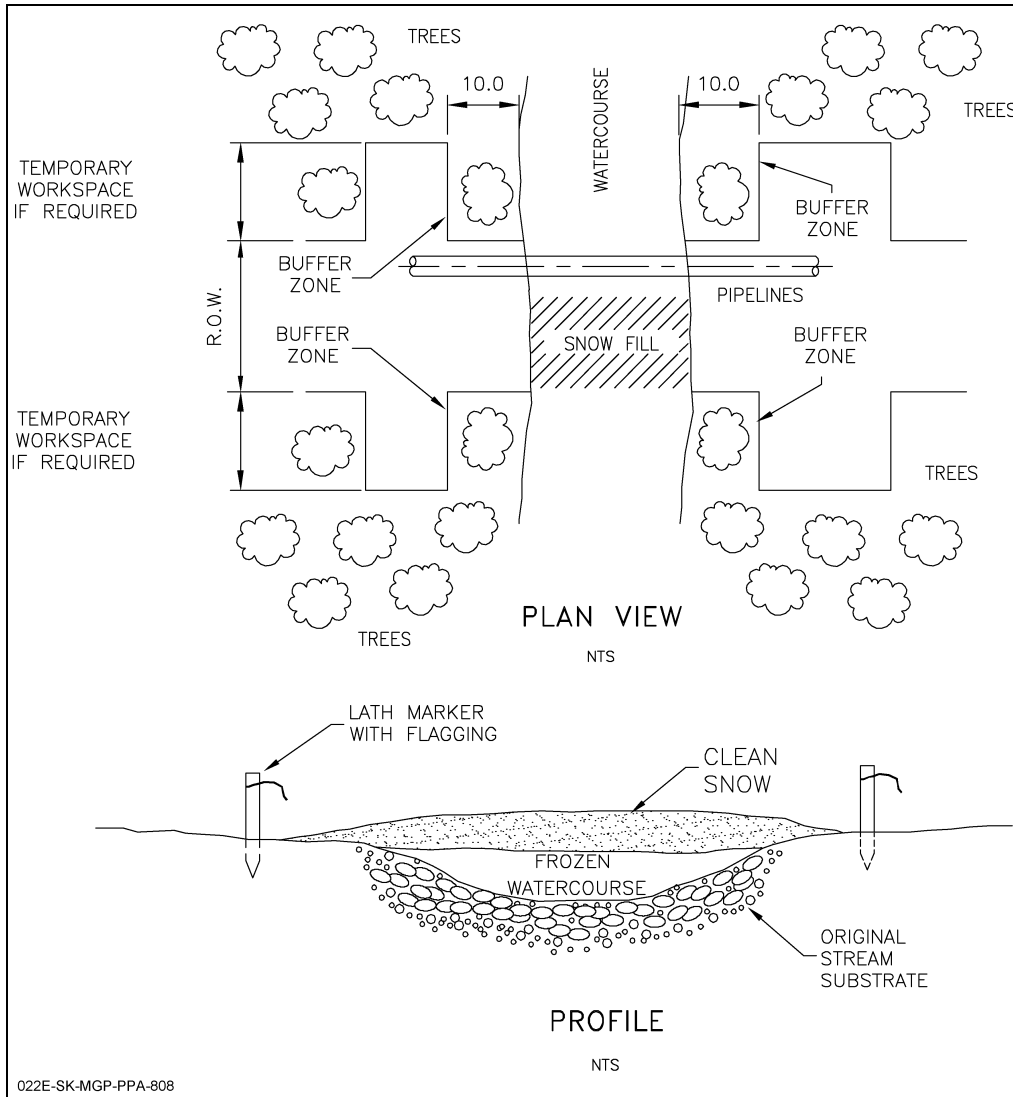 TREES
10.0
WATERCOURSE
10.0
TREES
TEMPORARY
WORKSPACE
IF REQUIRED
BUFFER
ZONE
BUFFER
ZONE
R.O.W.
PIPELINES
BUFFER
ZONE
SNOW FILL
BUFFER
ZONE
TEMPORARY
WORKSPACE
IF REQUIRED
TREES
TREES
PLAN VIEW
NTS
LATH MARKER
WITH FLAGGING
CLEAN
SNOW
FROZEN
WATERCOURSE
ORIGINAL
STREAM
SUBSTRATE
PROFILE
NTS
022E-SK-MGP-PPA-808